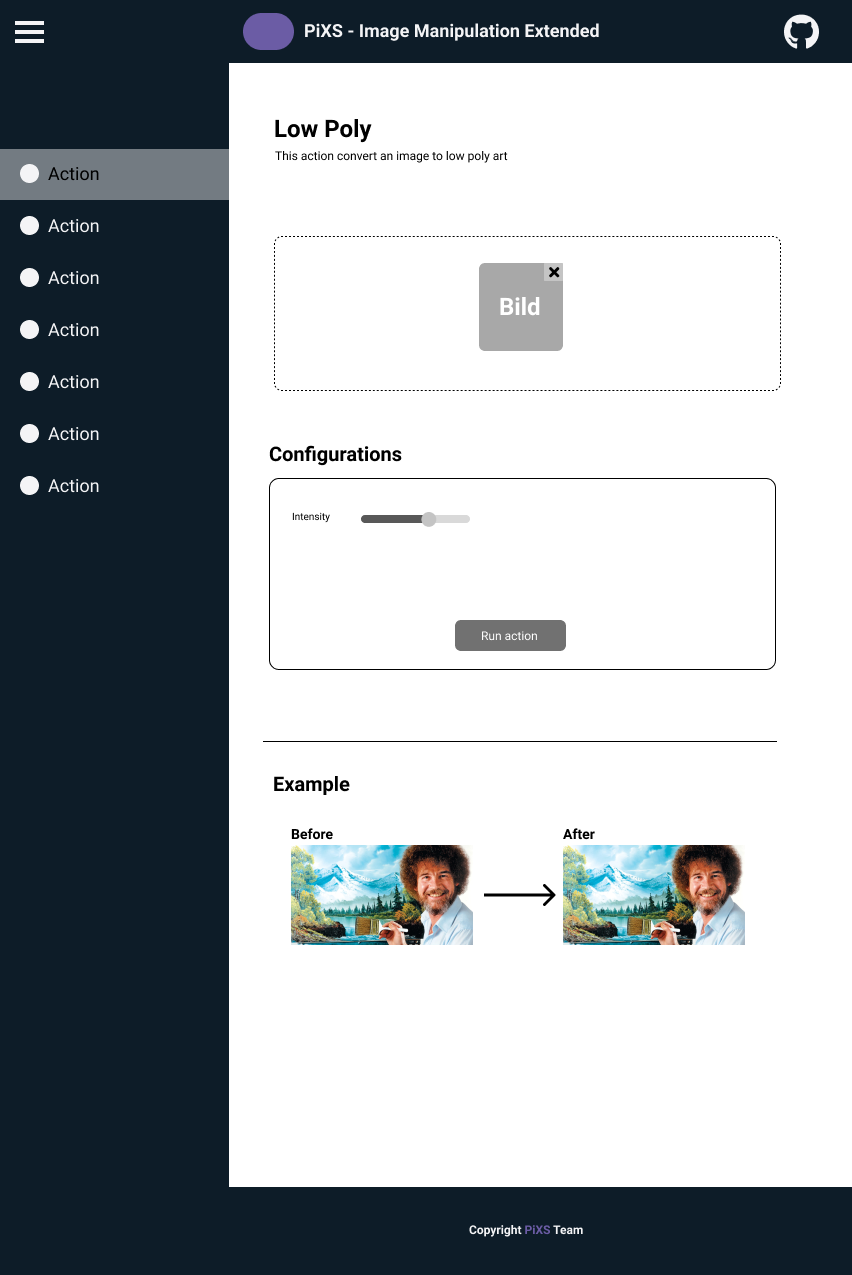 PiXS - Image Manipulation Extended
Action
Action
Action
Action
Action
Action
Action
Low Poly
This action convert an image to low poly art
Bild
Configurations
Intensity
Run action
Example
Before
After
Copyright PiXS Team